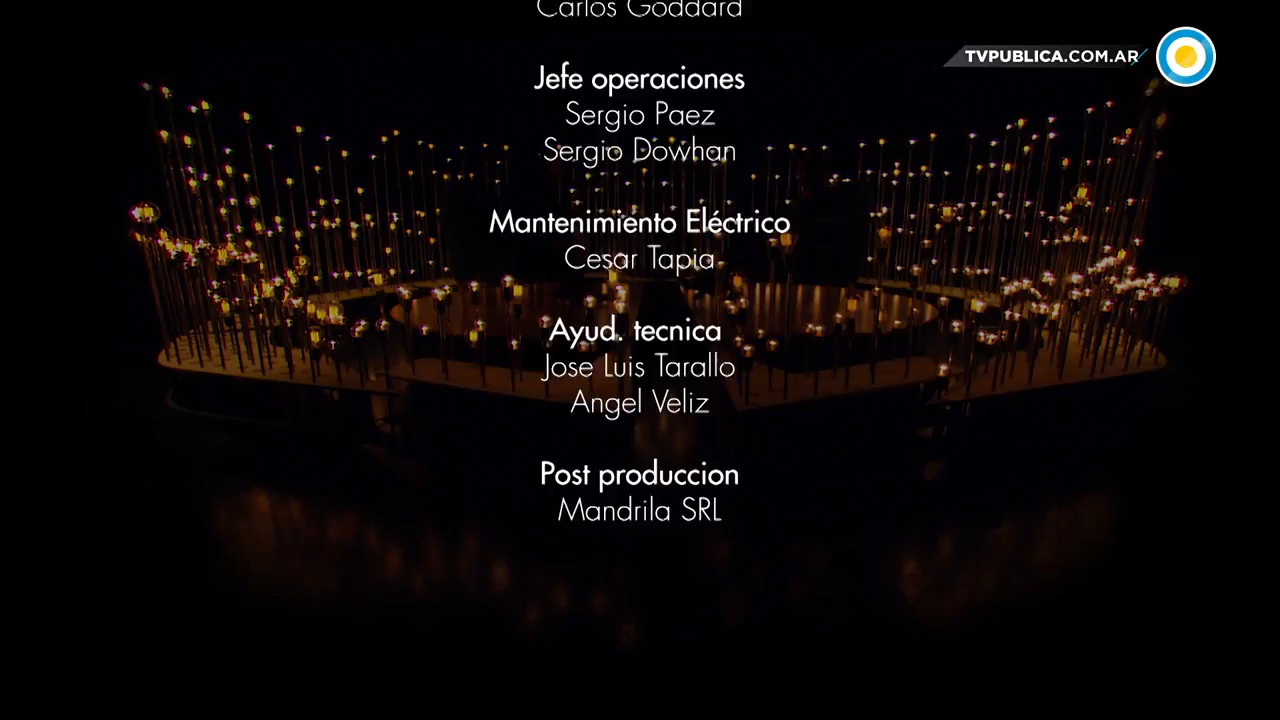 Carlos Goddard
TVPUBLICA.COM.AR
Jefe operaciones
Sergio Paez
Sergio Dowhan
Mantenimiento Eléctrico
Cesar Tapia
Ayud. tecnica
Jose Luis Tarallo
Angel Veliz
Post produccion
Mandrila SRL